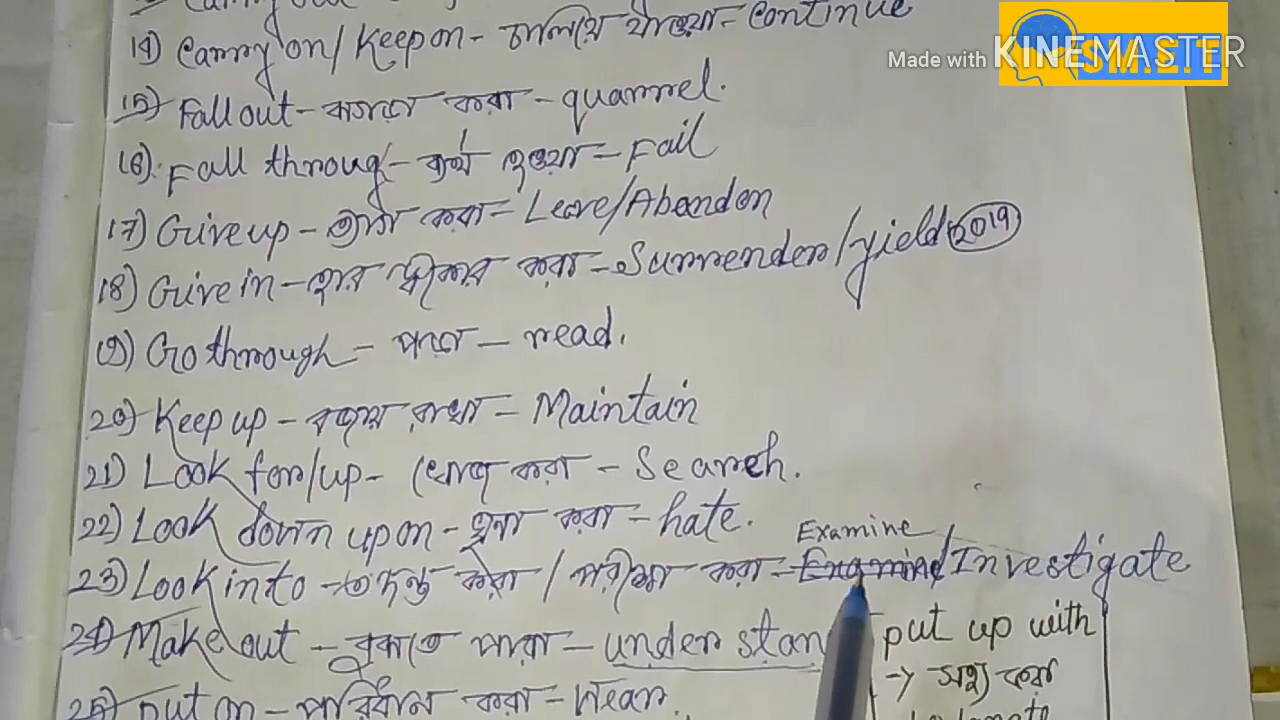 14) Carry on/Keep on - চালিয়ে যাওয়া = Continue
Made with KINEMASTER
15) Fall out - ঝগড়া করা - quarrel.
16) Fall throug - ব্যর্থ হওয়া = Fail
17) Give up - ত্যাগ করা = Leave/Abandon
18) Give in - হার স্বীকার করা = Surrender/yield 2019
19) Go through - পড়া - read.
20) Keep up - বজায় রাখা = Maintain
21) Look for/up - খোঁজ করা - Search.
22) Look down upon - ঘৃনা করা - hate.
Examine
23) Look into - তদন্ত করা / পরীক্ষা করা = Examine/Investigate
24) Make out - বুঝতে পারা - understan
put up with
→ সহ্য করা
25) Put on - পরিধান করা = Wear.